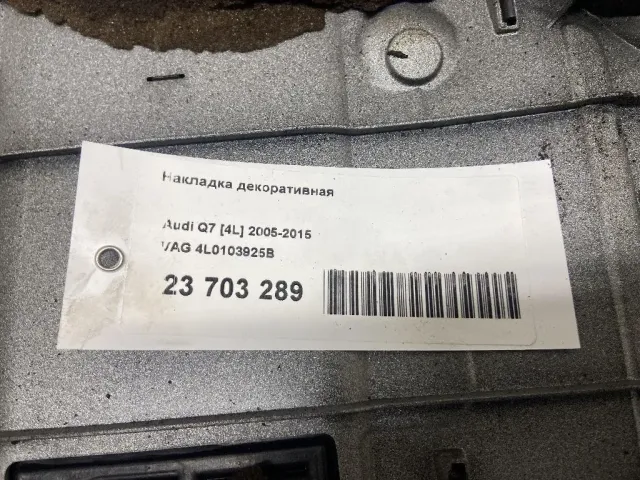 Накладка декоративная
Audi Q7 [4L] 2005-2015
VAG 4L0103925B
23 703 289